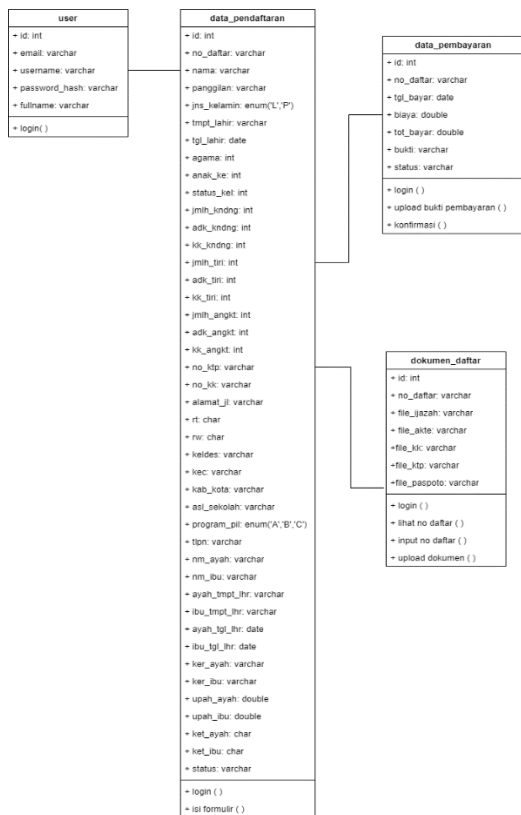 user
+ id: int
+ email: varchar
+ username: varchar
+ password_hash: varchar
+ fullname: varchar
+ login( )
data_pendaftaran
+ id: int
+ no_daftar: varchar
+ nama: varchar
+ panggilan: varchar
+ jns_kelamin: enum('L','P')
+ tmpt_lahir: varchar
+ tgl_lahir: date
+ agama: int
+ anak_ke: int
+ status_kel: int
+ jmlh_kndng: int
+ adk_kndng: int
+ kk_kndng: int
+ jmlh_tiri: int
+ adk_tiri: int
+ kk_tiri: int
+ jmlh_angkt: int
+ adk_angkt: int
+ kk_angkt: int
+ no_ktp: varchar
+ no_kk: varchar
+ alamat_jl: varchar
+ rt: char
+ rw: char
+ keldes: varchar
+ kec: varchar
+ kab_kota: varchar
+ asl_sekolah: varchar
+ program_pil: enum('A','B','C')
+ tlpn: varchar
+ nm_ayah: varchar
+ nm_ibu: varchar
+ ayah_tmpt_lhr: varchar
+ ibu_tmpt_lhr: varchar
+ ayah_tgl_lhr: date
+ ibu_tgl_lhr: date
+ ker_ayah: varchar
+ ker_ibu: varchar
+ upah_ayah: double
+ upah_ibu: double
+ ket_ayah: char
+ ket_ibu: char
+ status: varchar
+ login ( )
+ isi formulir ( )
data_pembayaran
+ id: int
+ no_daftar: varchar
+ tgl_bayar: date
+ biaya: double
+ tot_bayar: double
+ bukti: varchar
+ status: varchar
+ login ( )
+ upload bukti pembayaran ( )
+ konfirmasi ( )
dokumen_daftar
+ id: int
+ no_daftar: varchar
+ file_ijazah: varchar
+ file_akte: varchar
+file_kk: varchar
+file_ktp: varchar
+file_paspoto: varchar
+ login ( )
+ lihat no daftar ( )
+ input no daftar ( )
+ upload dokumen ( )